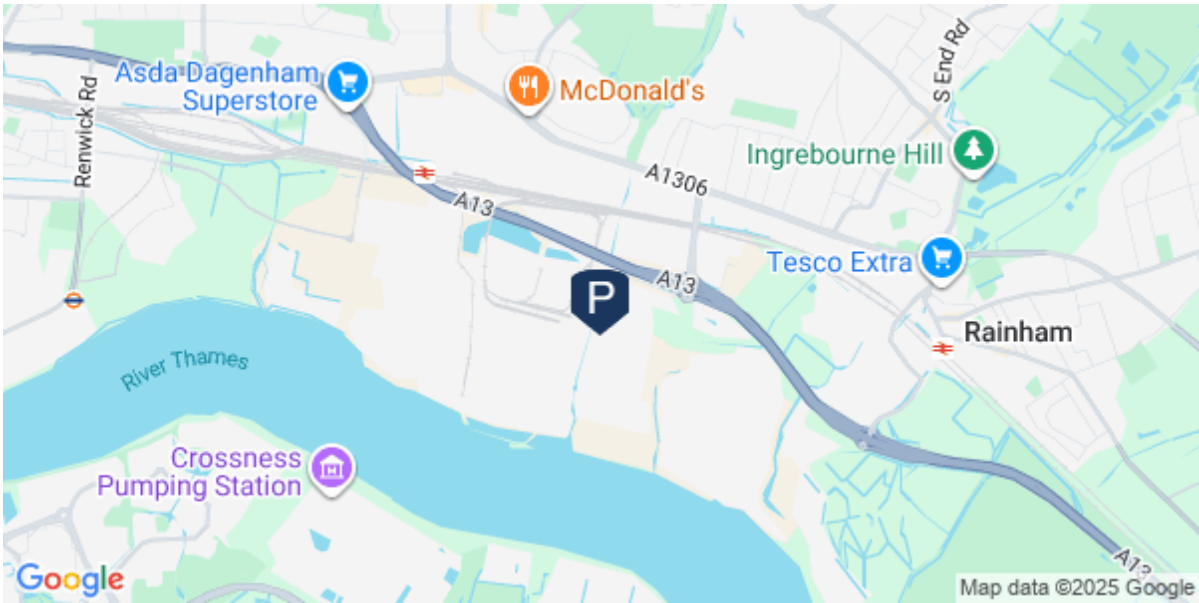 Renwick Rd
Asda Dagenham
Superstore
McDonald's
S End Rd
Ingrebourne Hill
A1306
A13
Tesco Extra
A13
P
Rainham
River Thames
Crossness
Pumping Station
A13
Google
Map data ©2025 Google